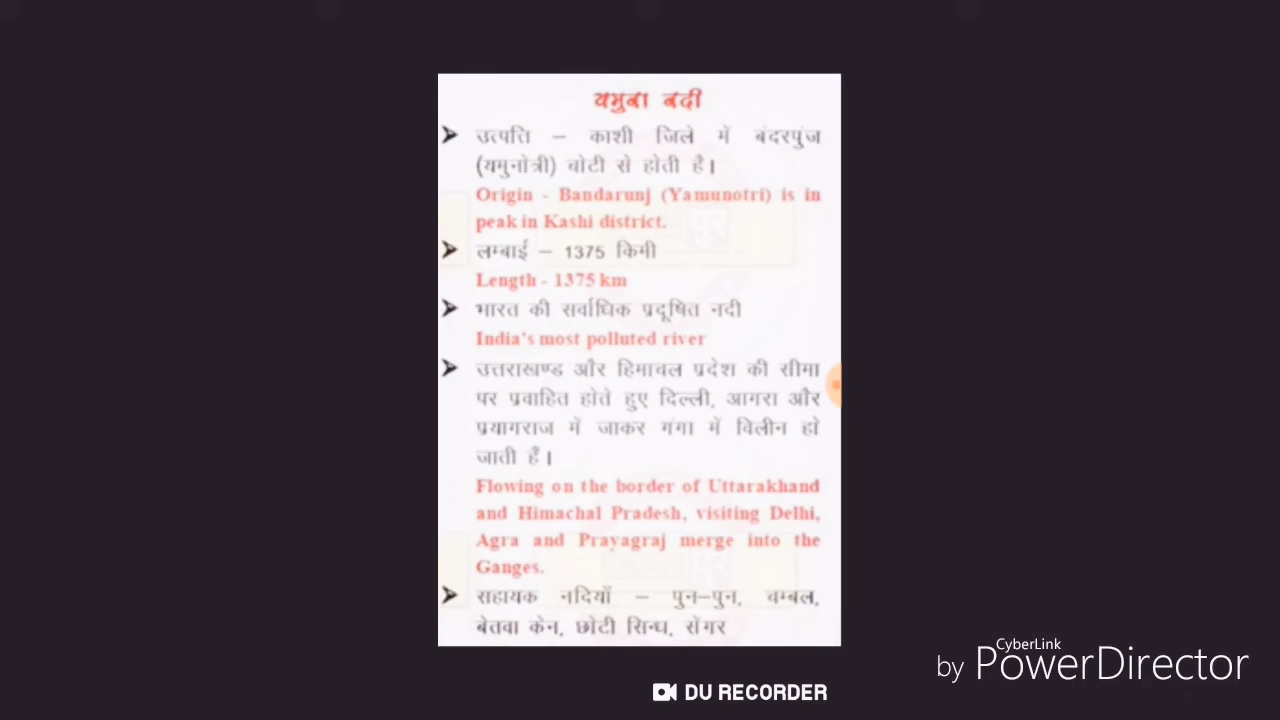 यमुना नदी
➤ उत्पत्ति – काशी जिले में बंदरपुंज
(यमुनोत्री) चोटी से होती है।
Origin - Bandarunj (Yamunotri) is in
peak in Kashi district.
➤ लम्बाई – 1375 किमी
Length - 1375 km
➤ भारत की सर्वाधिक प्रदूषित नदी
India's most polluted river
➤ उत्तराखण्ड और हिमाचल प्रदेश की सीमा
पर प्रवाहित होते हुए दिल्ली, आगरा और
प्रयागराज में जाकर गंगा में विलीन हो
जाती हैं।
Flowing on the border of Uttarakhand
and Himachal Pradesh, visiting Delhi,
Agra and Prayagraj merge into the
Ganges.
➤ सहायक नदियाँ – पुन-पुन, चम्बल,
बेतवा केन, छोटी सिन्ध, सेंगर
CyberLink
by PowerDirector
DU RECORDER